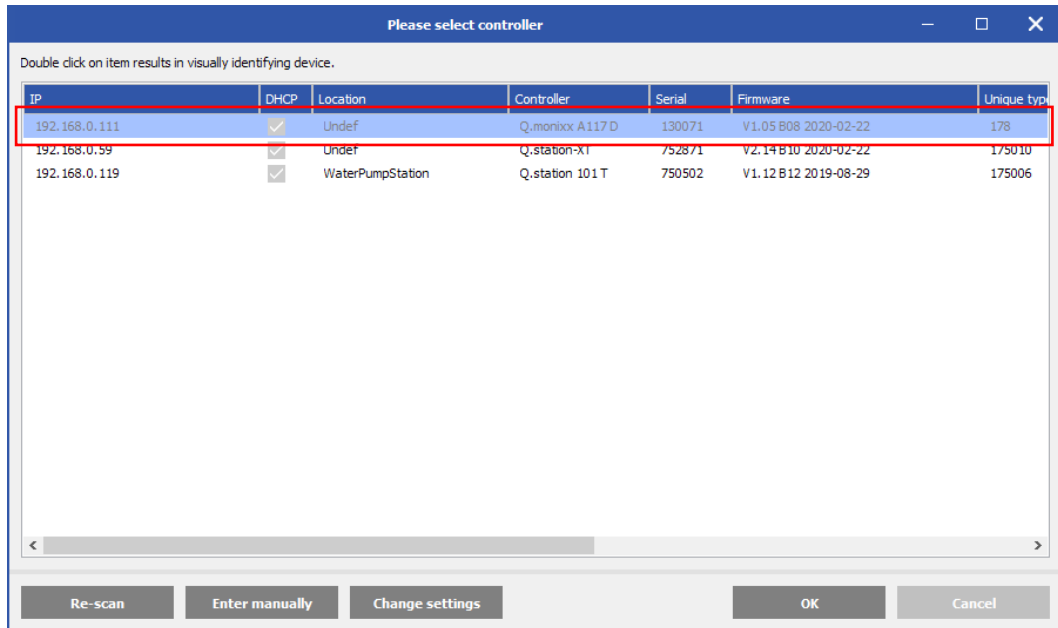 Please select controller
Double click on item results in visually identifying device.
IP DHCP Location Controller Serial Firmware Unique type
192.168.0.111 Undef Q.monixx A117 D 130071 V1.05 B08 2020-02-22 178
192.168.0.59 Undef Q.station-XT 752871 V2.14 B10 2020-02-22 175010
192.168.0.119 WaterPumpStation Q.station 101 T 750502 V1.12 B12 2019-08-29 175006
Re-scan Enter manually Change settings OK Cancel